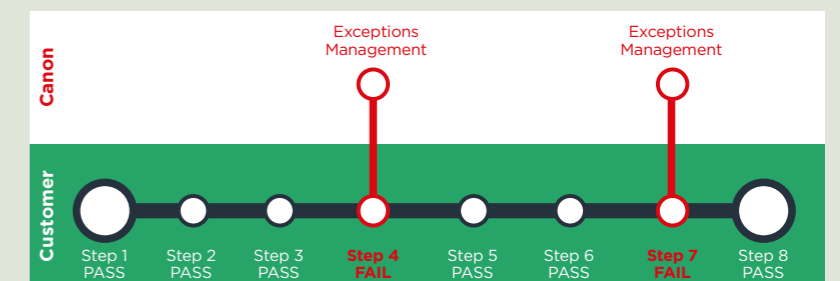 Exceptions
Management
Exceptions
Management
Canon
Customer
Step 1
PASS
Step 2
PASS
Step 3
PASS
Step 4
FAIL
Step 5
PASS
Step 6
PASS
Step 7
FAIL
Step 8
PASS